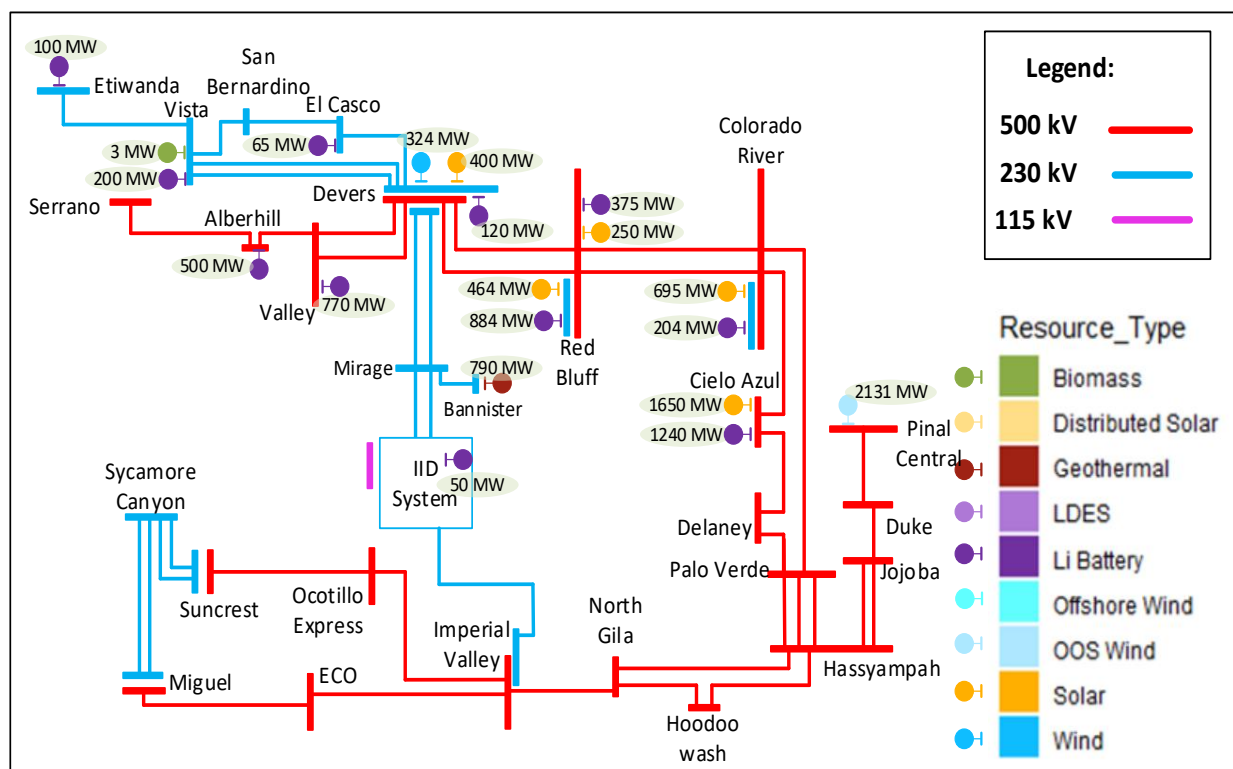 100 MW
Etiwanda
San
Bernardino
Vista
El Casco
3 MW
65 MW
200 MW
324 MW
400 MW
Devers
120 MW
Serrano
Alberhill
500 MW
Valley
770 MW
375 MW
250 MW
464 MW
884 MW
Red
Bluff
Colorado
River
695 MW
204 MW
Mirage
790 MW
Bannister
IID
System
50 MW
Cielo Azul
1650 MW
1240 MW
2131 MW
Pinal
Central
Delaney
Duke
Palo Verde
Jojoba
Hassyampah
Sycamore
Canyon
Suncrest
Ocotillo
Express
Imperial
Valley
North
Gila
Miguel
ECO
Hoodoo
wash
Legend:
500 kV
230 kV
115 kV
Resource_Type
Biomass
Distributed Solar
Geothermal
LDES
Li Battery
Offshore Wind
OOS Wind
Solar
Wind